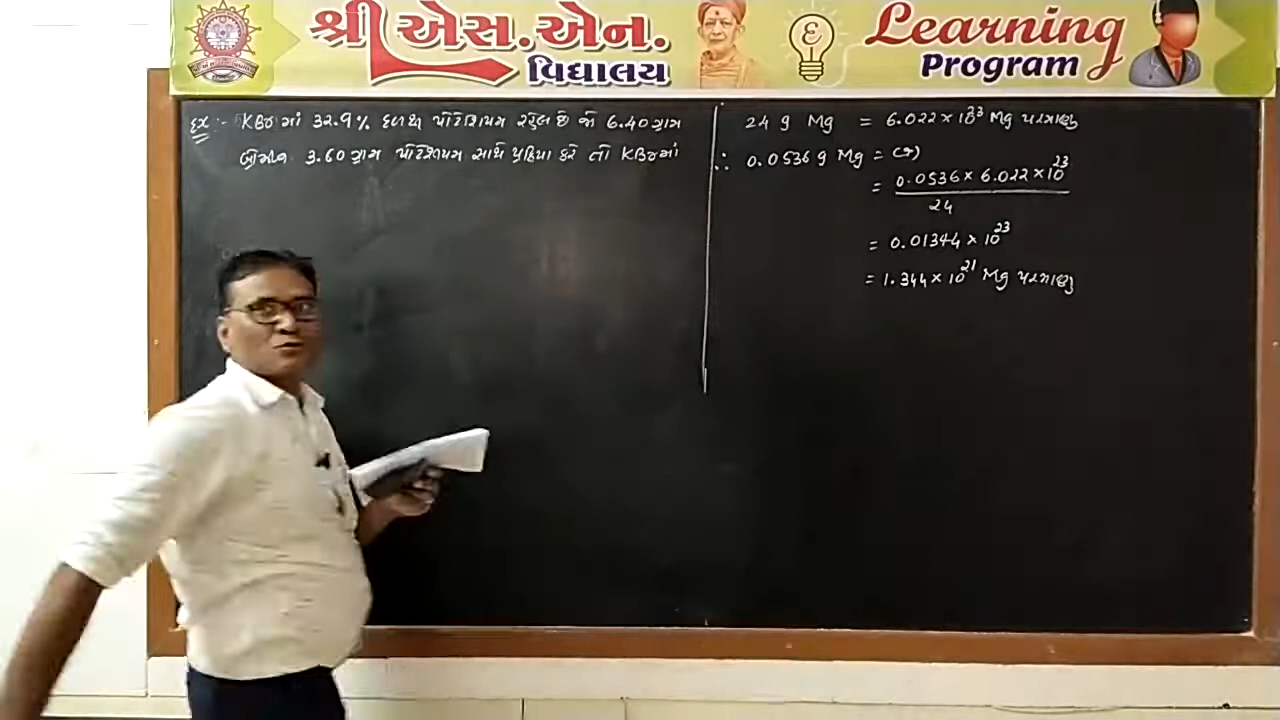 શ્રી એસ.એન.
વિદ્યાલય
Learning
Program
દા.:- KBr માં 32.9% દળથી પોટેશિયમ રહેલ છે જો 6.40 ગ્રામ
બ્રોમીન 3.60 ગ્રામ પોટેશિયમ સાથે પ્રક્રિયા કરે તો KBr માં
24 g Mg = 6.022 × 10²³ Mg પરમાણુ
∴ 0.0536 g Mg = (?)
= 0.0536 × 6.022 × 10²³
24
= 0.01344 × 10²³
= 1.344 × 10²¹ Mg પરમાણુ